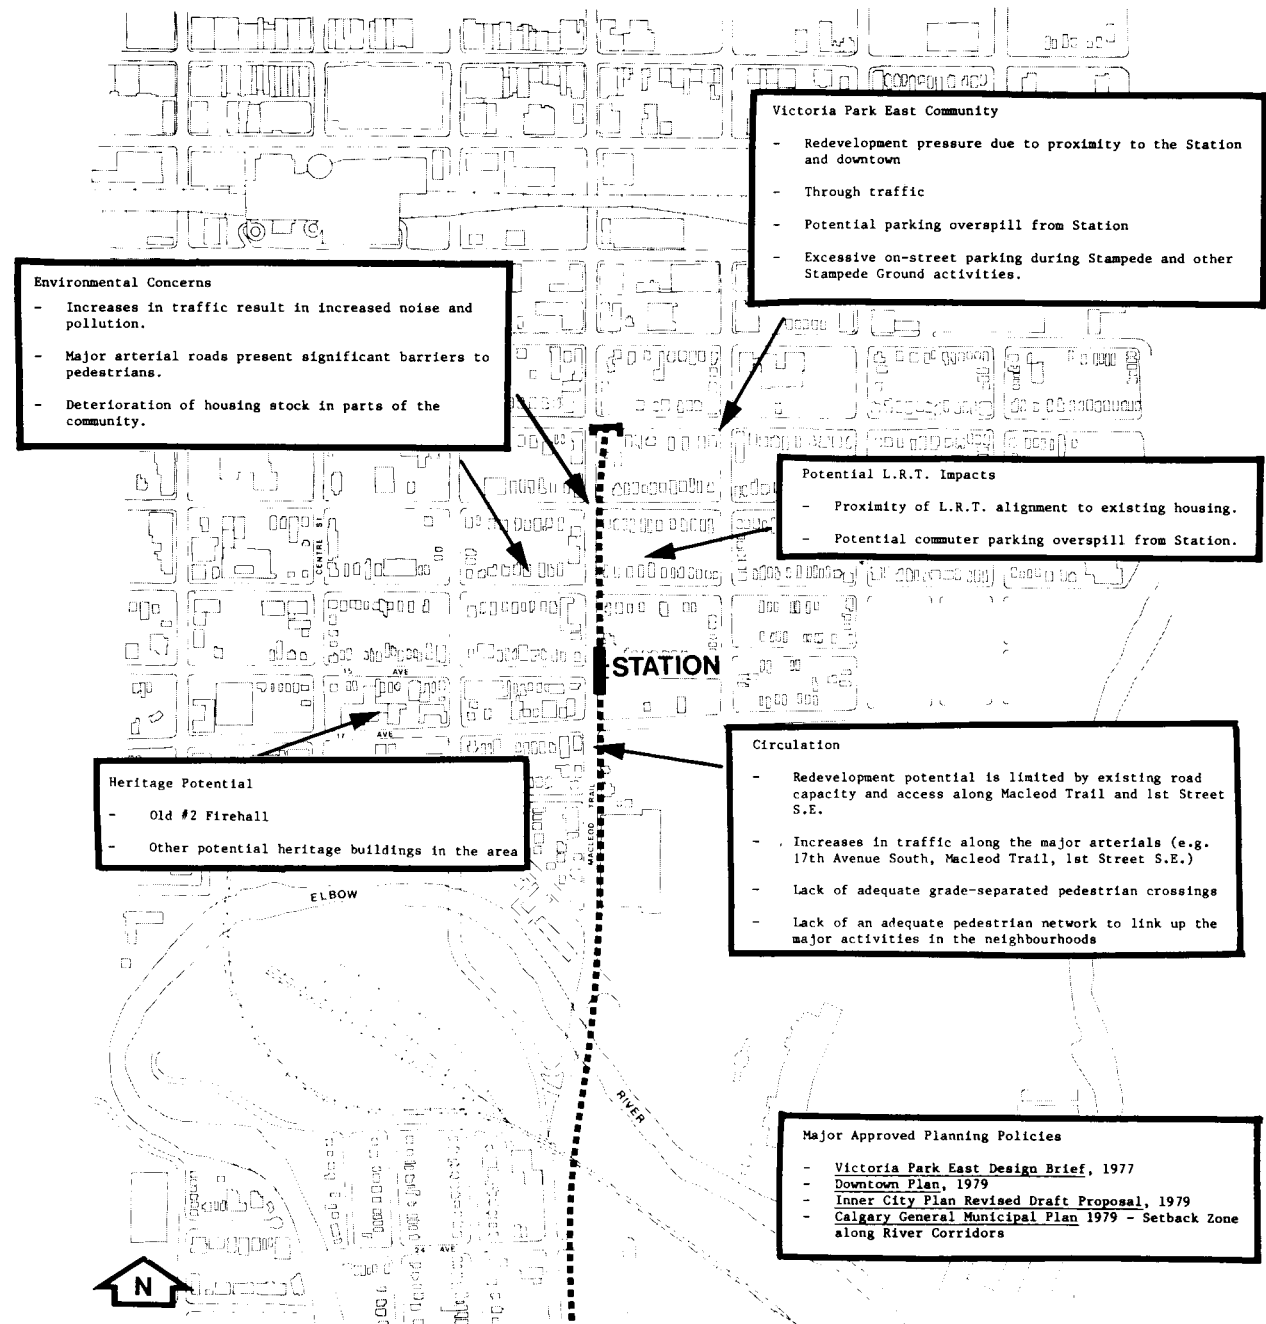 Victoria Park East Community
- Redevelopment pressure due to proximity to the Station
and downtown
- Through traffic
- Potential parking overspill from Station
- Excessive on-street parking during Stampede and other
Stampede Ground activities.
Environmental Concerns
- Increases in traffic result in increased noise and
pollution.
- Major arterial roads present significant barriers to
pedestrians.
- Deterioration of housing stock in parts of the
community.
Potential L.R.T. Impacts
- Proximity of L.R.T. alignment to existing housing.
- Potential commuter parking overspill from Station.
CENTRE ST
STATION
15 AVE
17 AVE
Heritage Potential
- Old #2 Firehall
- Other potential heritage buildings in the area
MACLEOD TRAIL
Circulation
- Redevelopment potential is limited by existing road
capacity and access along Macleod Trail and 1st Street
S.E.
- Increases in traffic along the major arterials (e.g.
17th Avenue South, Macleod Trail, 1st Street S.E.)
- Lack of adequate grade-separated pedestrian crossings
- Lack of an adequate pedestrian network to link up the
major activities in the neighbourhoods
ELBOW
RIVER
Major Approved Planning Policies
- Victoria Park East Design Brief, 1977
- Downtown Plan, 1979
- Inner City Plan Revised Draft Proposal, 1979
- Calgary General Municipal Plan 1979 - Setback Zone
along River Corridors
24 AVE
N